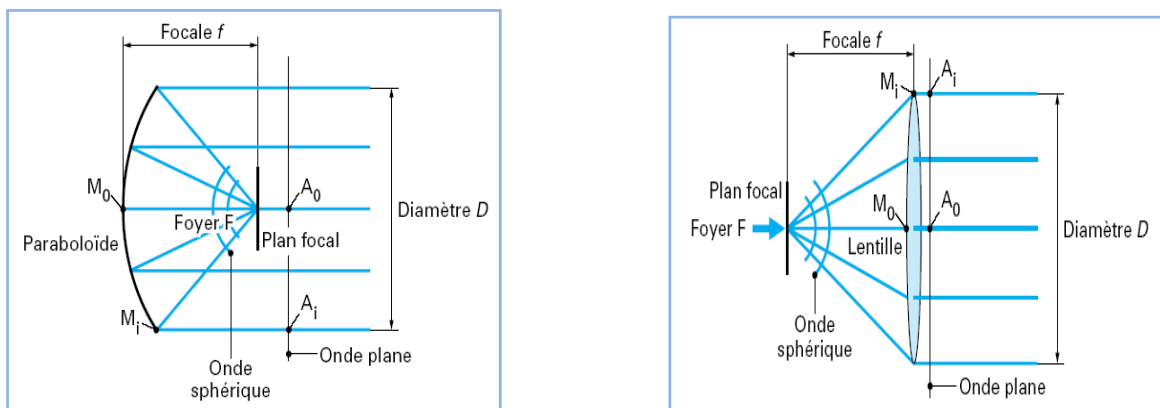 Focale f
M₀
A₀
Foyer F
Diamètre D
Paraboloïde
Plan focal
Mᵢ
Aᵢ
Onde plane
Onde
sphérique
Focale f
Mᵢ
Aᵢ
Plan focal
M₀
A₀
Foyer F
Lentille
Diamètre D
Onde
sphérique
Onde plane